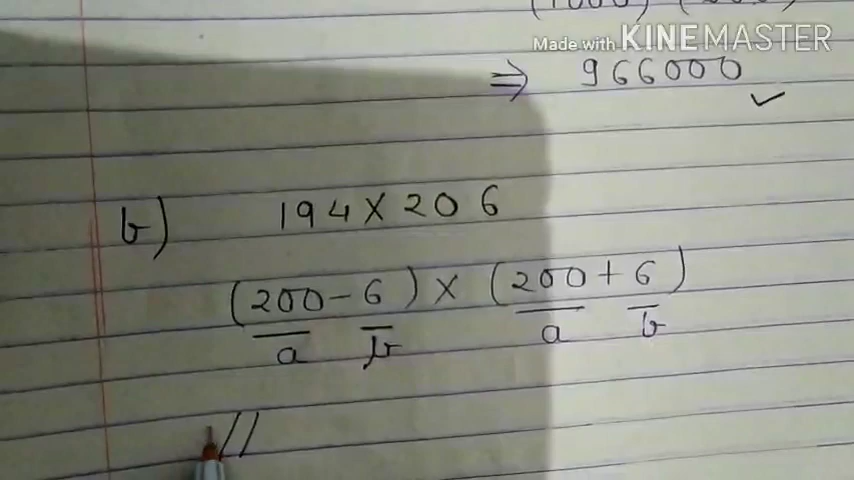 Made with KINEMASTER
⇒ 966000 ✓
b) 194 × 206
(200 - 6) × (200 + 6)
a b a b
//